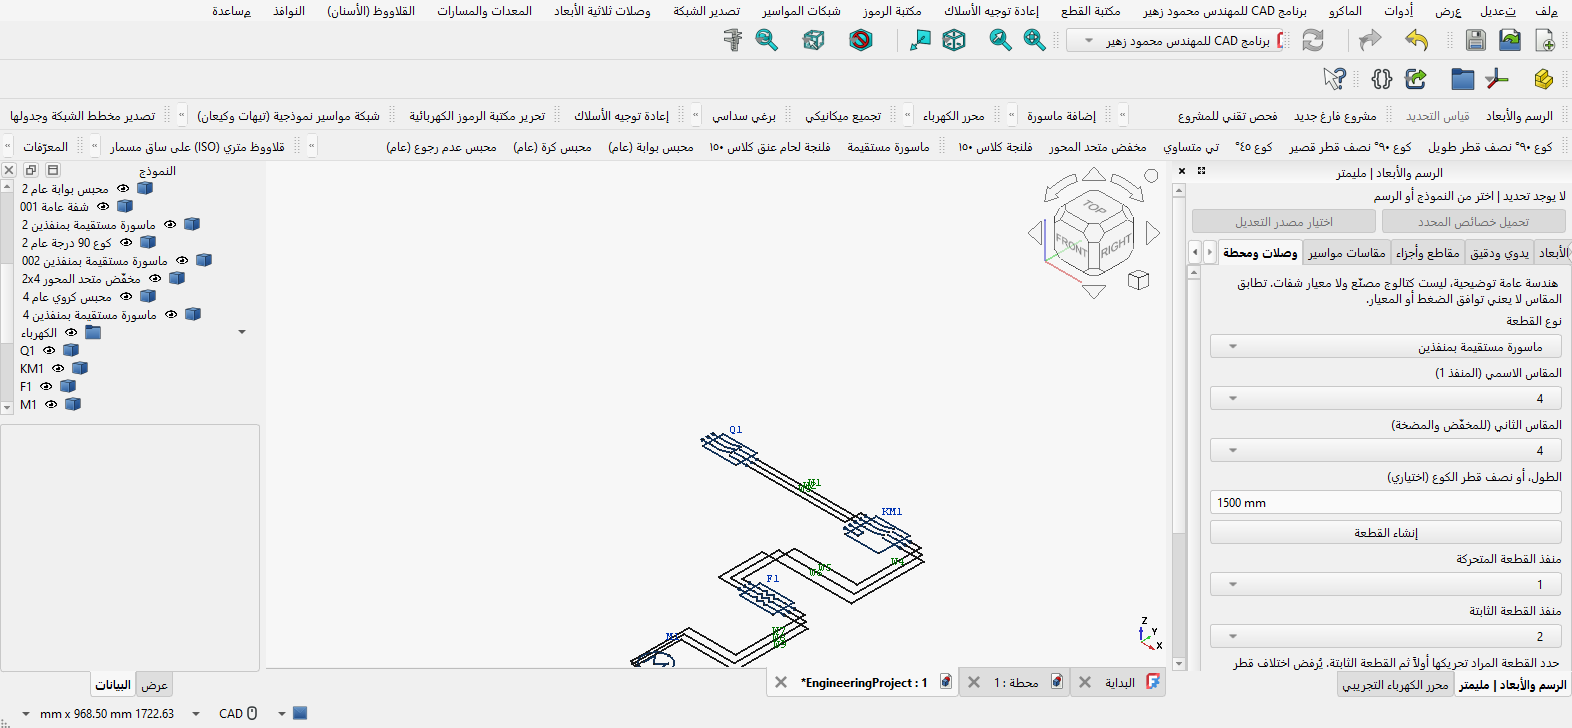 ملف تعديل عرض أدوات الماكرو برنامج CAD للمهندس محمود زهير مكتبة القطع إعادة توجيه الأسلاك مكتبة الرموز شبكات المواسير تصدير الشبكة وصلات ثلاثية الأبعاد المعدات والمسارات القلاووظ (الأسنان) النوافذ مساعدة
برنامج CAD للمهندس محمود زهير
الرسم والأبعاد قياس التحديد مشروع فارغ جديد فحص تقني للمشروع « إضافة ماسورة « محرر الكهرباء « تجميع ميكانيكي برغي سداسي « إعادة توجيه الأسلاك تحرير مكتبة الرموز الكهربائية شبكة مواسير نموذجية (تيهات وكيعان) « تصدير مخطط الشبكة وجدولها
كوع ٩٠° نصف قطر طويل كوع ٩٠° نصف قطر قصير كوع ٤٥° تي متساوي مخفض متحد المحور فلنجة كلاس ١٥٠ ماسورة مستقيمة فلنجة لحام عنق كلاس ١٥٠ محبس بوابة (عام) محبس كرة (عام) محبس عدم رجوع (عام) « قلاووظ متري (ISO) على ساق مسمار « المعرّفات «
الرسم والأبعاد | مليمتر
لا يوجد تحديد | اختر من النموذج أو الرسم
تحميل خصائص المحدد اختيار مصدر التعديل
الأبعاد يدوي ودقيق مقاطع وأجزاء مقاسات مواسير وصلات ومحطة
هندسة عامة توضيحية، ليست كتالوج مصنّع ولا معيار شفات. تطابق
المقاس لا يعني توافق الضغط أو المعيار.
نوع القطعة
ماسورة مستقيمة بمنفذين
المقاس الاسمي (المنفذ 1)
4
المقاس الثاني (للمخفّض والمضخة)
4
الطول، أو نصف قطر الكوع (اختياري)
1500 mm
إنشاء القطعة
منفذ القطعة المتحركة
1
منفذ القطعة الثابتة
2
حدد القطعة المراد تحريكها أولاً ثم القطعة الثابتة. يُرفض اختلاف قطر
الرسم والأبعاد | مليمتر محرر الكهرباء التجريبي
TOP
FRONT
RIGHT
Q1
W1
KM1
W4
W5
W6
F1
M1
Z
Y
X
النموذج
محبس بوابة عام 2
شفة عامة 001
ماسورة مستقيمة بمنفذين 2
كوع 90 درجة عام 2
ماسورة مستقيمة بمنفذين 002
مخفّض متحد المحور 2x4
محبس كروي عام 4
ماسورة مستقيمة بمنفذين 4
الكهرباء
Q1
KM1
F1
M1
عرض البيانات
البداية
محطة : 1
EngineeringProject : 1*
CAD
mm x 968.50 mm 1722.63